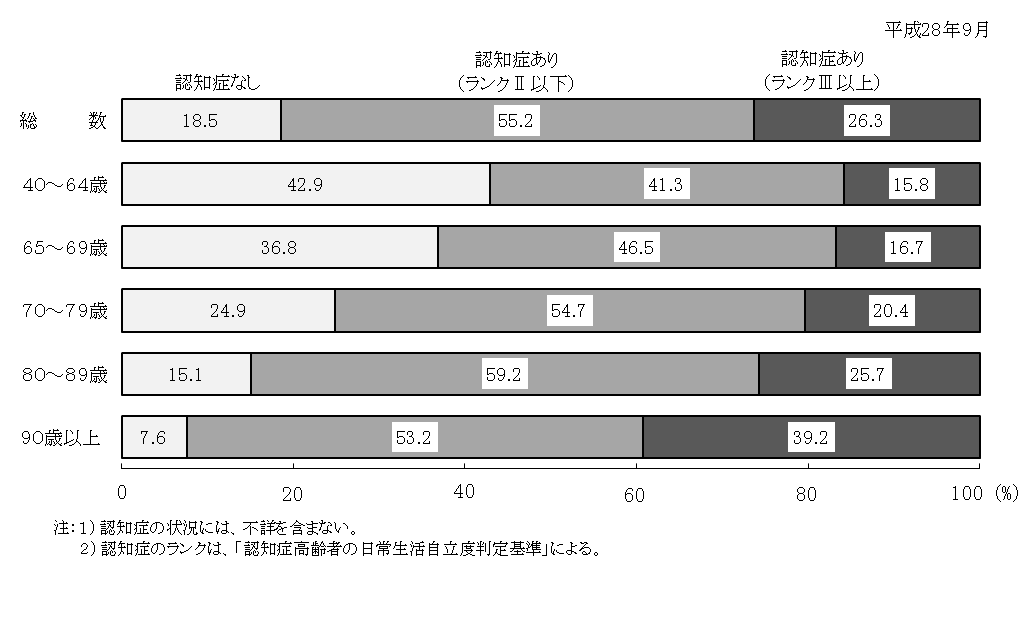 平成28年9月
認知症なし
認知症あり
(ランクⅡ以下)
認知症あり
(ランクⅢ以上)
総　数 18.5 55.2 26.3
40～64歳 42.9 41.3 15.8
65～69歳 36.8 46.5 16.7
70～79歳 24.9 54.7 20.4
80～89歳 15.1 59.2 25.7
90歳以上 7.6 53.2 39.2
0 20 40 60 80 100 (%)
注：1）認知症の状況には、不詳を含まない。
2）認知症のランクは、「認知症高齢者の日常生活自立度判定基準」による。